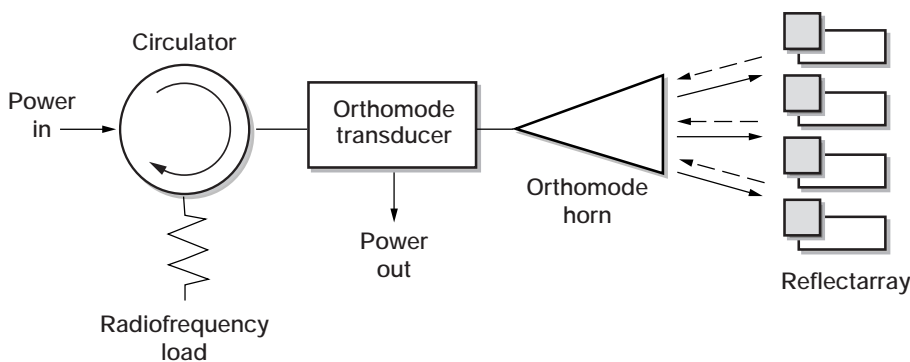 Circulator
Power
in
Orthomode
transducer
Orthomode
horn
Power
out
Reflectarray
Radiofrequency
load